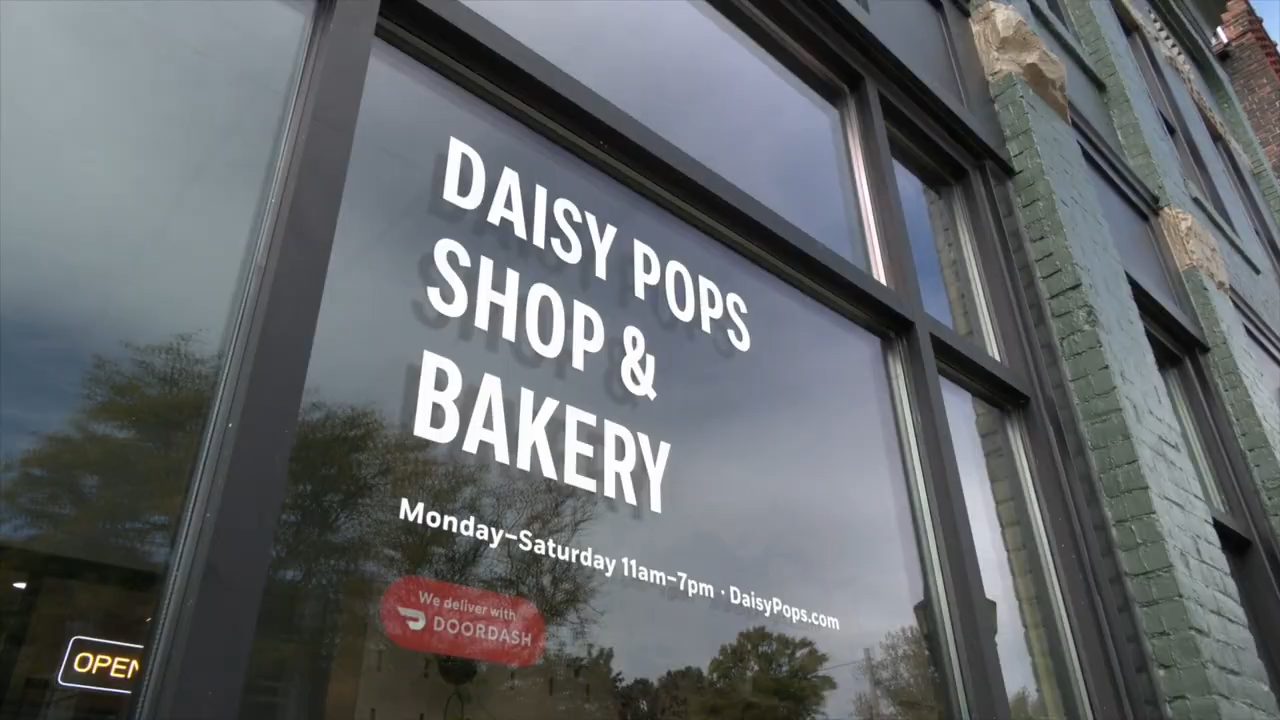 DAISY POPS
SHOP &
BAKERY
Monday–Saturday 11am–7pm · DaisyPops.com
We deliver with
DOORDASH
OPEN